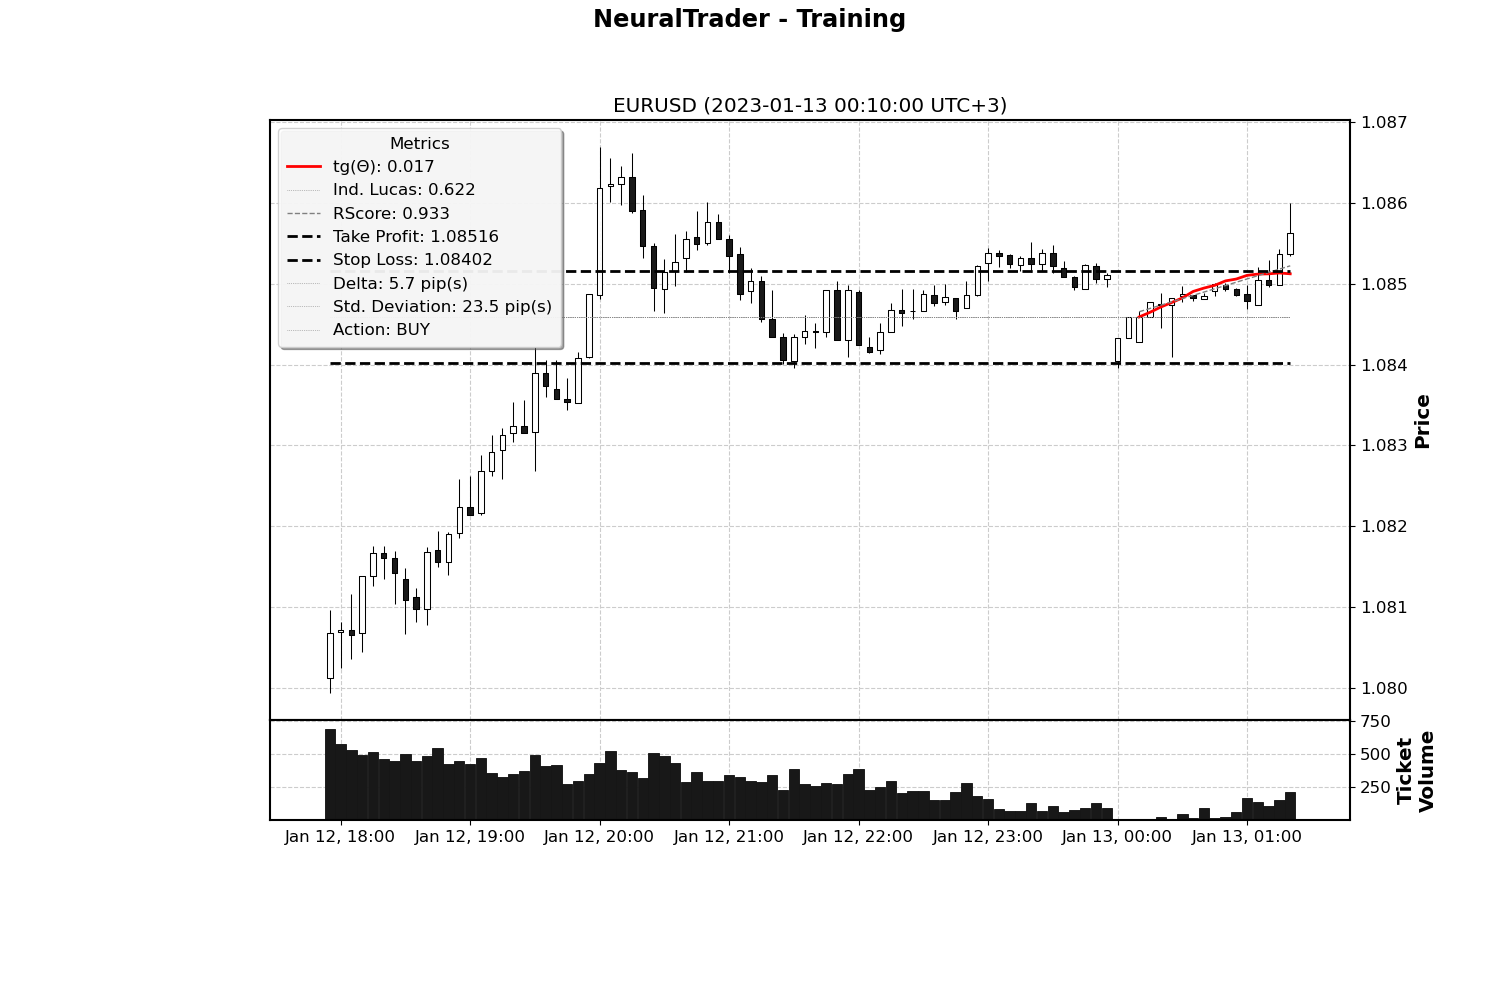 NeuralTrader - Training
EURUSD (2023-01-13 00:10:00 UTC+3)
Metrics
tg(Θ): 0.017
Ind. Lucas: 0.622
RScore: 0.933
Take Profit: 1.08516
Stop Loss: 1.08402
Delta: 5.7 pip(s)
Std. Deviation: 23.5 pip(s)
Action: BUY
1.087
1.086
1.085
1.084
1.083
1.082
1.081
1.080
Price
750
500
250
Ticket
Volume
Jan 12, 18:00
Jan 12, 19:00
Jan 12, 20:00
Jan 12, 21:00
Jan 12, 22:00
Jan 12, 23:00
Jan 13, 00:00
Jan 13, 01:00